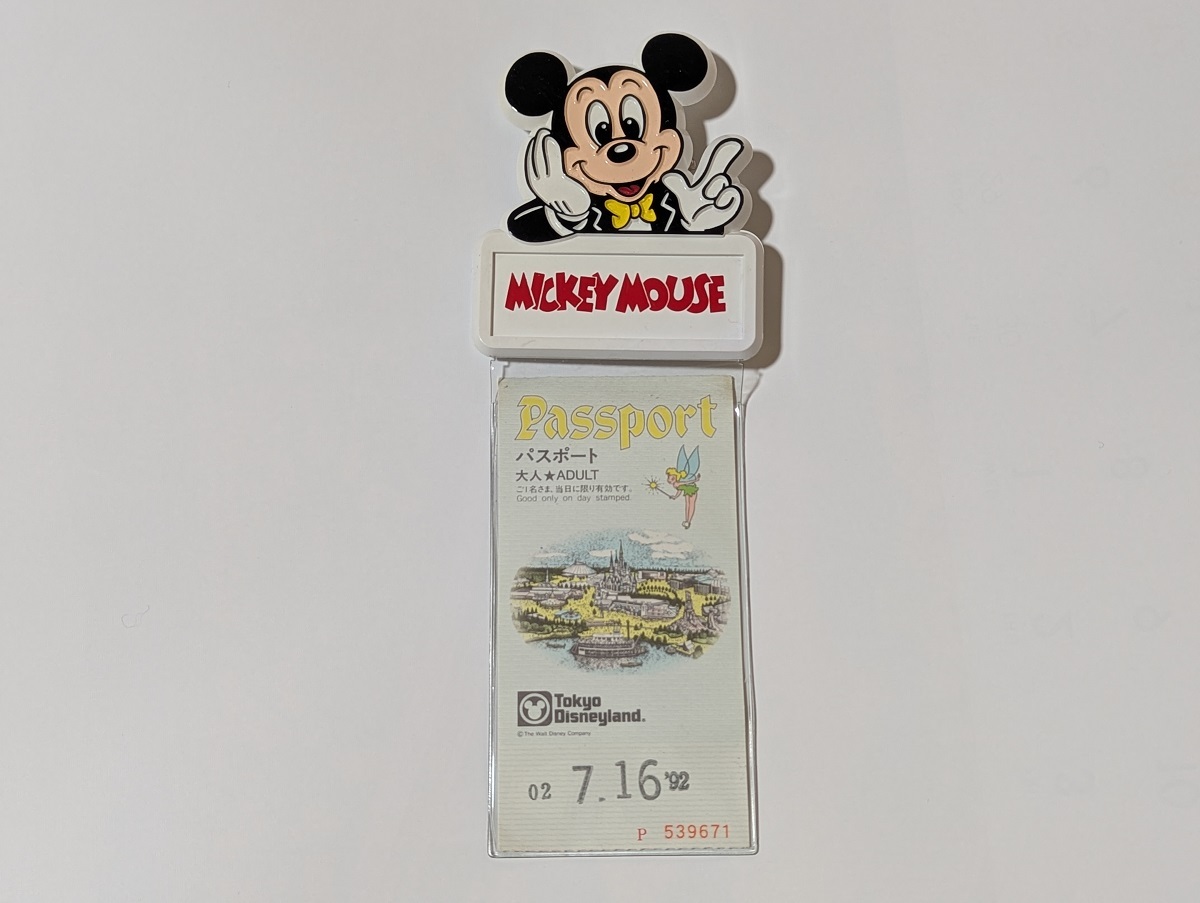 MICKEY MOUSE
Passport
パスポート
大人★ADULT
ご1名さま、当日に限り有効です。
Good only on day stamped.
Tokyo
Disneyland®
©The Walt Disney Company
02 7.16 '92
P 539671